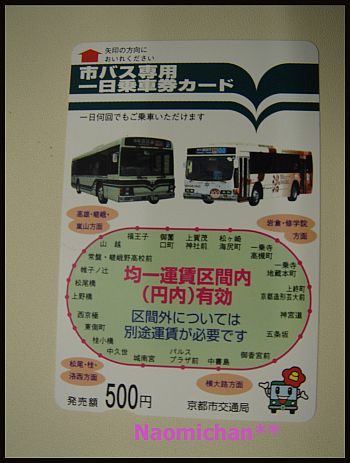 矢印の方向に
おいれください
市バス専用
一日乗車券カード
一日何回でもご乗車いただけます
高雄・嵯峨・
嵐山方面
岩倉・修学院
方面
山越
福王子
御薗
口町
上賀茂
神社前
松ヶ崎
海尻町
一乗寺
高槻町
一乗寺
地蔵本町
常盤・嵯峨野高校前
帷子ノ辻
松尾橋
上野橋
西京極
東側町
桂小橋
中久世
城南宮
パルス
プラザ前
中書島
御香宮前
五条坂
神宮道
上終町
京都造形芸大前
均一運賃区間内
(円内)有効
区間外については
別途運賃が必要です
松尾・桂・
洛西方面
横大路方面
発売額 500円
京都市交通局
Naomichan**